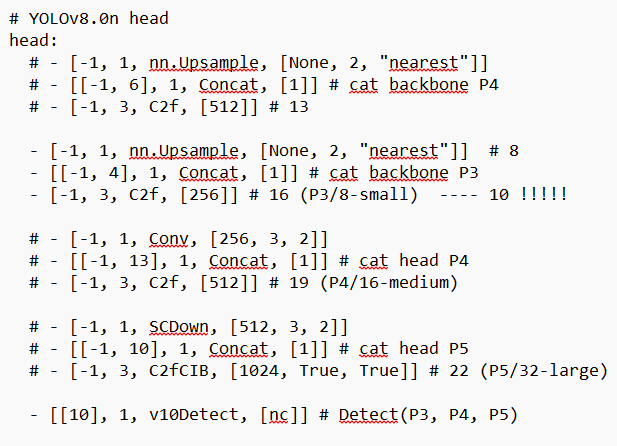 # YOLOv8.0n head
head:
  # - [-1, 1, nn.Upsample, [None, 2, "nearest"]]
  # - [[-1, 6], 1, Concat, [1]] # cat backbone P4
  # - [-1, 3, C2f, [512]] # 13

  - [-1, 1, nn.Upsample, [None, 2, "nearest"]]  # 8
  - [[-1, 4], 1, Concat, [1]] # cat backbone P3
  - [-1, 3, C2f, [256]] # 16 (P3/8-small)  ---- 10 !!!!!

  # - [-1, 1, Conv, [256, 3, 2]]
  # - [[-1, 13], 1, Concat, [1]] # cat head P4
  # - [-1, 3, C2f, [512]] # 19 (P4/16-medium)

  # - [-1, 1, SCDown, [512, 3, 2]]
  # - [[-1, 10], 1, Concat, [1]] # cat head P5
  # - [-1, 3, C2fCIB, [1024, True, True]] # 22 (P5/32-large)

  - [[10], 1, v10Detect, [nc]] # Detect(P3, P4, P5)